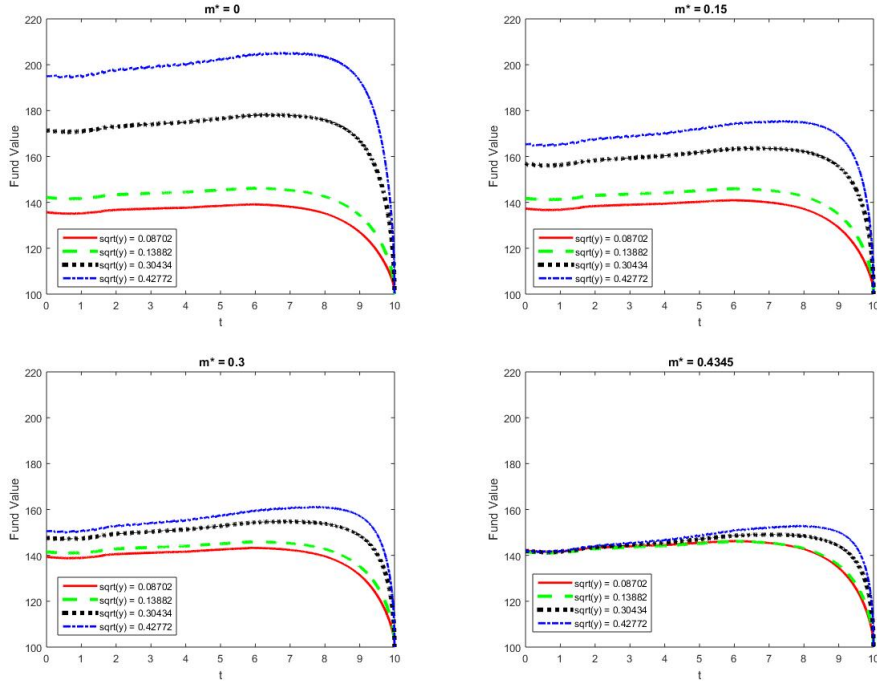 m* = 0
220
200
180
160
140
120
100
Fund Value
sqrt(y) = 0.08702
sqrt(y) = 0.13882
sqrt(y) = 0.30434
sqrt(y) = 0.42772
0 1 2 3 4 5 6 7 8 9 10
t
m* = 0.15
220
200
180
160
140
120
100
Fund Value
sqrt(y) = 0.08702
sqrt(y) = 0.13882
sqrt(y) = 0.30434
sqrt(y) = 0.42772
0 1 2 3 4 5 6 7 8 9 10
t
m* = 0.3
220
200
180
160
140
120
100
Fund Value
sqrt(y) = 0.08702
sqrt(y) = 0.13882
sqrt(y) = 0.30434
sqrt(y) = 0.42772
0 1 2 3 4 5 6 7 8 9 10
t
m* = 0.4345
220
200
180
160
140
120
100
Fund Value
sqrt(y) = 0.08702
sqrt(y) = 0.13882
sqrt(y) = 0.30434
sqrt(y) = 0.42772
0 1 2 3 4 5 6 7 8 9 10
t